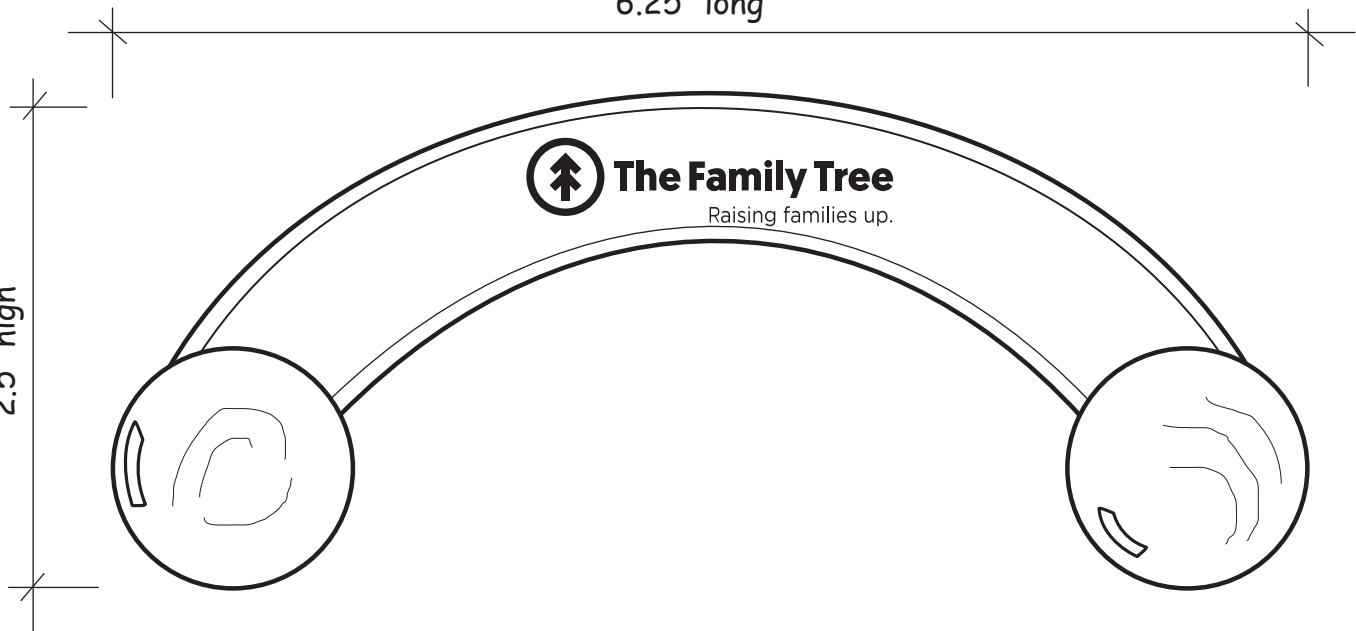 6.25" long
The Family Tree
Raising families up.
2.5" high